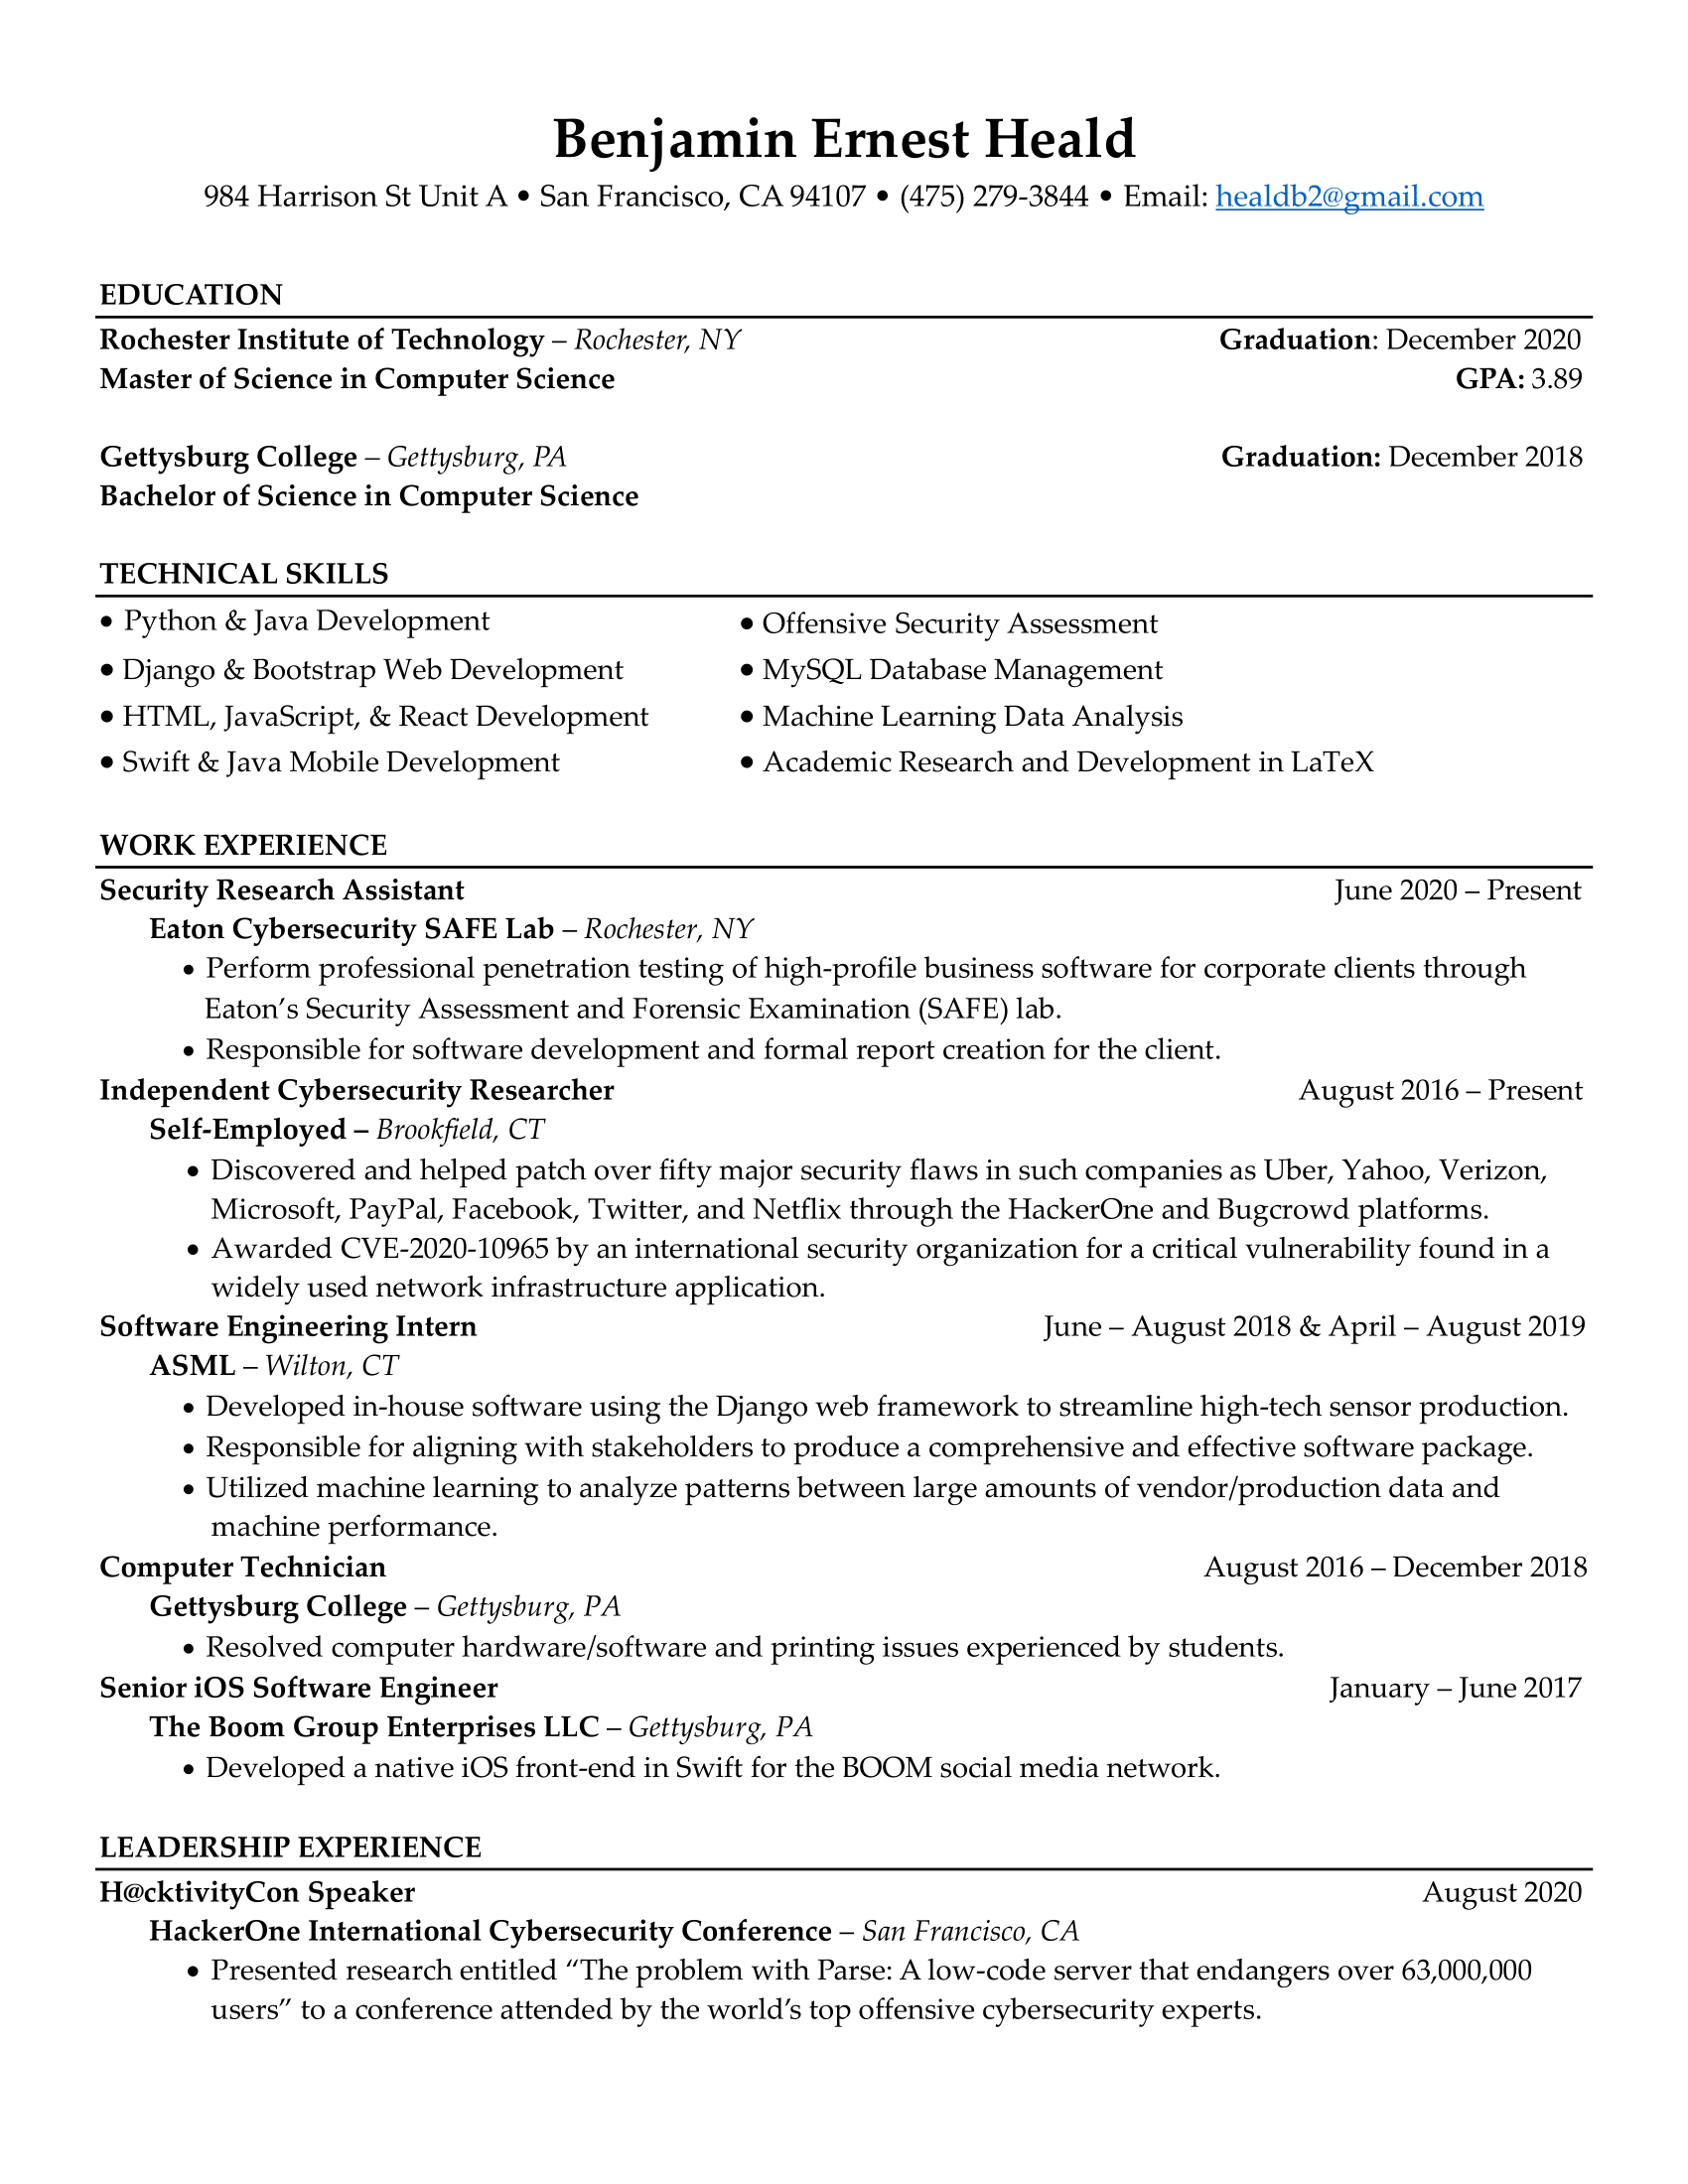 Benjamin Ernest Heald
984 Harrison St Unit A • San Francisco, CA 94107 • (475) 279-3844 • Email: healdb2@gmail.com
EDUCATION
Rochester Institute of Technology – Rochester, NY Graduation: December 2020
Master of Science in Computer Science GPA: 3.89
Gettysburg College – Gettysburg, PA Graduation: December 2018
Bachelor of Science in Computer Science
TECHNICAL SKILLS
• Python & Java Development • Offensive Security Assessment
• Django & Bootstrap Web Development • MySQL Database Management
• HTML, JavaScript, & React Development • Machine Learning Data Analysis
• Swift & Java Mobile Development • Academic Research and Development in LaTeX
WORK EXPERIENCE
Security Research Assistant June 2020 – Present
Eaton Cybersecurity SAFE Lab – Rochester, NY
• Perform professional penetration testing of high-profile business software for corporate clients through
Eaton’s Security Assessment and Forensic Examination (SAFE) lab.
• Responsible for software development and formal report creation for the client.
Independent Cybersecurity Researcher August 2016 – Present
Self-Employed – Brookfield, CT
• Discovered and helped patch over fifty major security flaws in such companies as Uber, Yahoo, Verizon,
Microsoft, PayPal, Facebook, Twitter, and Netflix through the HackerOne and Bugcrowd platforms.
• Awarded CVE-2020-10965 by an international security organization for a critical vulnerability found in a
widely used network infrastructure application.
Software Engineering Intern June – August 2018 & April – August 2019
ASML – Wilton, CT
• Developed in-house software using the Django web framework to streamline high-tech sensor production.
• Responsible for aligning with stakeholders to produce a comprehensive and effective software package.
• Utilized machine learning to analyze patterns between large amounts of vendor/production data and
machine performance.
Computer Technician August 2016 – December 2018
Gettysburg College – Gettysburg, PA
• Resolved computer hardware/software and printing issues experienced by students.
Senior iOS Software Engineer January – June 2017
The Boom Group Enterprises LLC – Gettysburg, PA
• Developed a native iOS front-end in Swift for the BOOM social media network.
LEADERSHIP EXPERIENCE
H@cktivityCon Speaker August 2020
HackerOne International Cybersecurity Conference – San Francisco, CA
• Presented research entitled “The problem with Parse: A low-code server that endangers over 63,000,000
users” to a conference attended by the world’s top offensive cybersecurity experts.